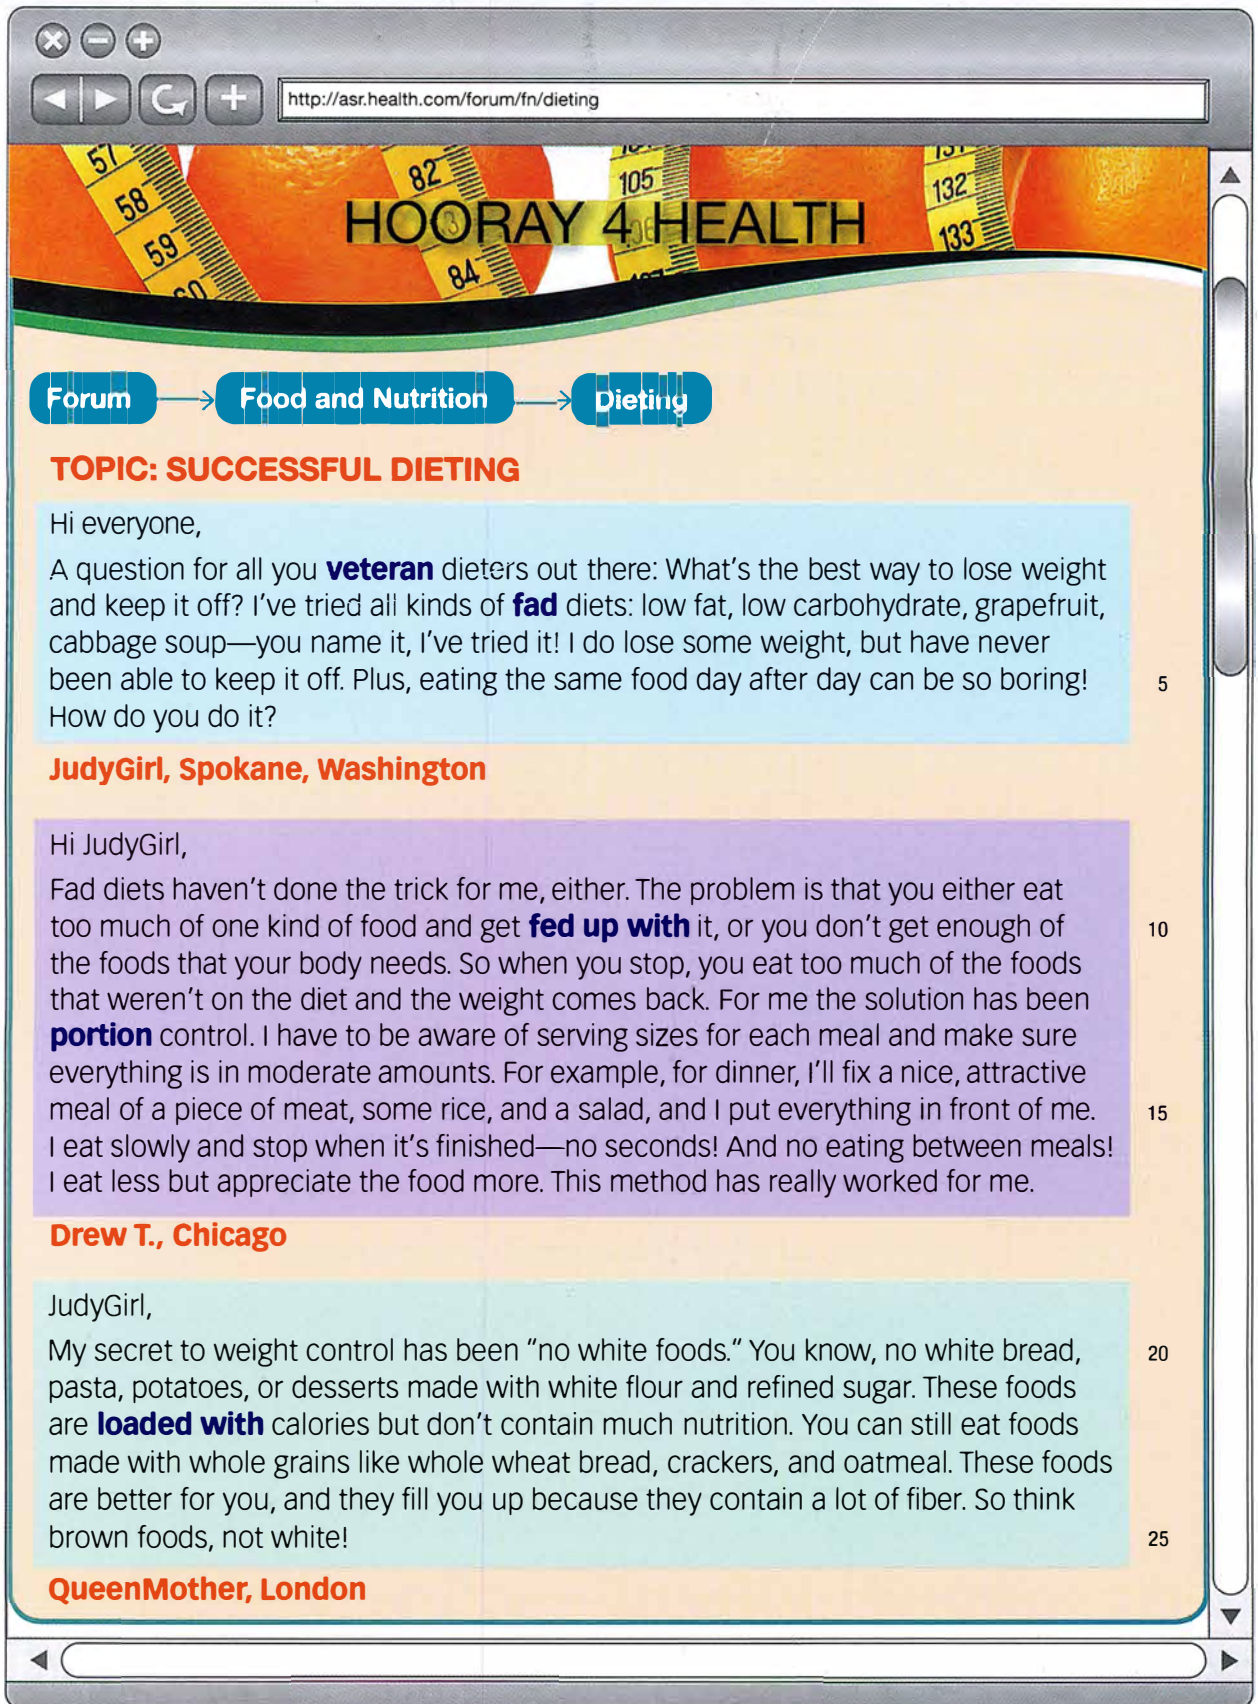 http://asr.health.com/forum/fn/dieting
57
58
59
60
82
83
84
105
106
107
131
132
133
HOORAY 4 HEALTH
Forum
Food and Nutrition
Dieting
TOPIC: SUCCESSFUL DIETING
Hi everyone,
A question for all you veteran dieters out there: What's the best way to lose weight
and keep it off? I've tried all kinds of fad diets: low fat, low carbohydrate, grapefruit,
cabbage soup—you name it, I've tried it! I do lose some weight, but have never
been able to keep it off. Plus, eating the same food day after day can be so boring! 5
How do you do it?
JudyGirl, Spokane, Washington
Hi JudyGirl,
Fad diets haven't done the trick for me, either. The problem is that you either eat
too much of one kind of food and get fed up with it, or you don't get enough of 10
the foods that your body needs. So when you stop, you eat too much of the foods
that weren't on the diet and the weight comes back. For me the solution has been
portion control. I have to be aware of serving sizes for each meal and make sure
everything is in moderate amounts. For example, for dinner, I'll fix a nice, attractive
meal of a piece of meat, some rice, and a salad, and I put everything in front of me. 15
I eat slowly and stop when it's finished—no seconds! And no eating between meals!
I eat less but appreciate the food more. This method has really worked for me.
Drew T., Chicago
JudyGirl,
My secret to weight control has been "no white foods." You know, no white bread, 20
pasta, potatoes, or desserts made with white flour and refined sugar. These foods
are loaded with calories but don't contain much nutrition. You can still eat foods
made with whole grains like whole wheat bread, crackers, and oatmeal. These foods
are better for you, and they fill you up because they contain a lot of fiber. So think
brown foods, not white! 25
QueenMother, London